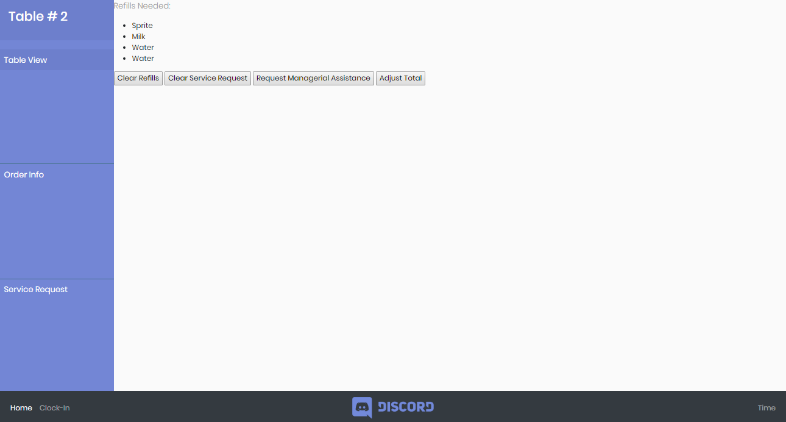 Table # 2
Table View
Order Info
Service Request
Refills Needed:
Sprite
Milk
Water
Water
Clear Refills Clear Service Request Request Managerial Assistance Adjust Total
Home Clock-In DISCORD Time